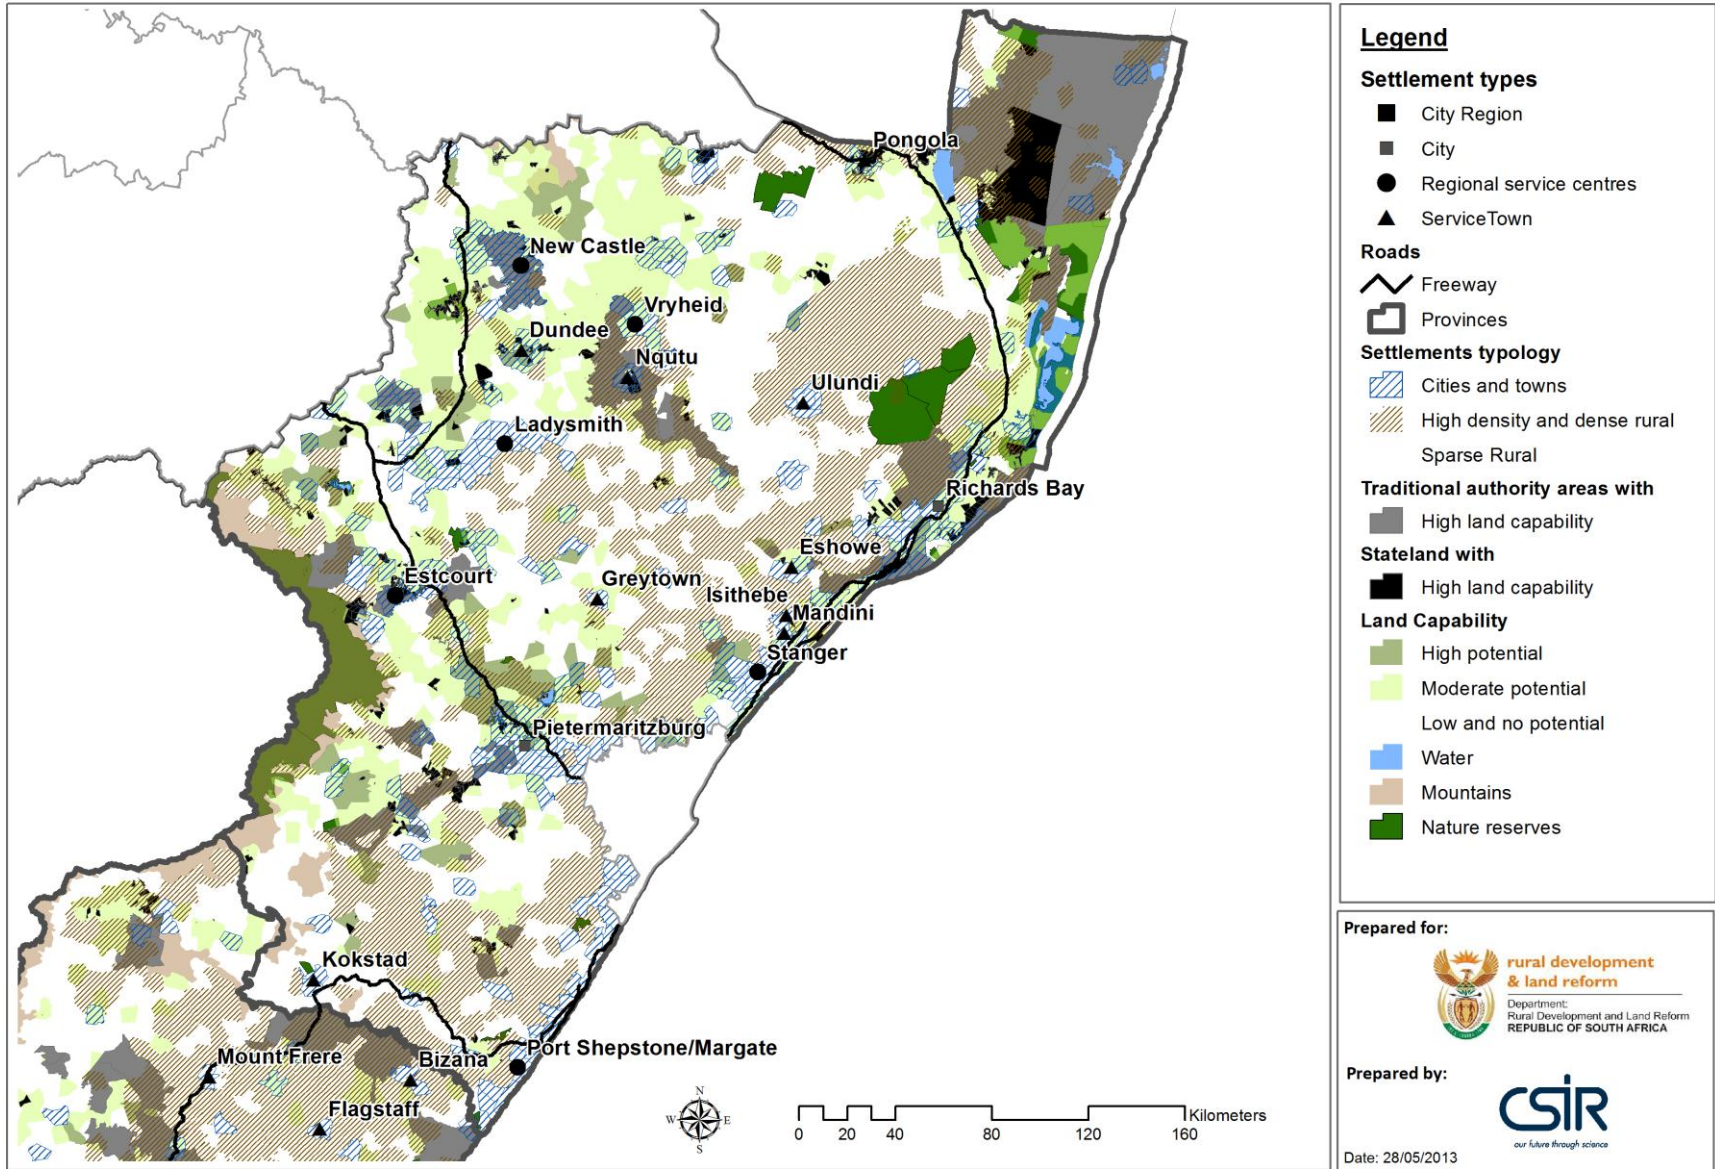 Pongola
New Castle
Vryheid
Dundee
Nqutu
Ulundi
Ladysmith
Richards Bay
Eshowe
Estcourt
Greytown
Isithebe
Mandini
Stanger
Pietermaritzburg
Kokstad
Mount Frere
Bizana
Port Shepstone/Margate
Flagstaff
N
W
E
S
Kilometers
0 20 40 80 120 160
Legend
Settlement types
City Region
City
Regional service centres
ServiceTown
Roads
Freeway
Provinces
Settlements typology
Cities and towns
High density and dense rural
Sparse Rural
Traditional authority areas with
High land capability
Stateland with
High land capability
Land Capability
High potential
Moderate potential
Low and no potential
Water
Mountains
Nature reserves
Prepared for:
rural development
& land reform
Department:
Rural Development and Land Reform
REPUBLIC OF SOUTH AFRICA
Prepared by:
CSIR
our future through science
Date: 28/05/2013